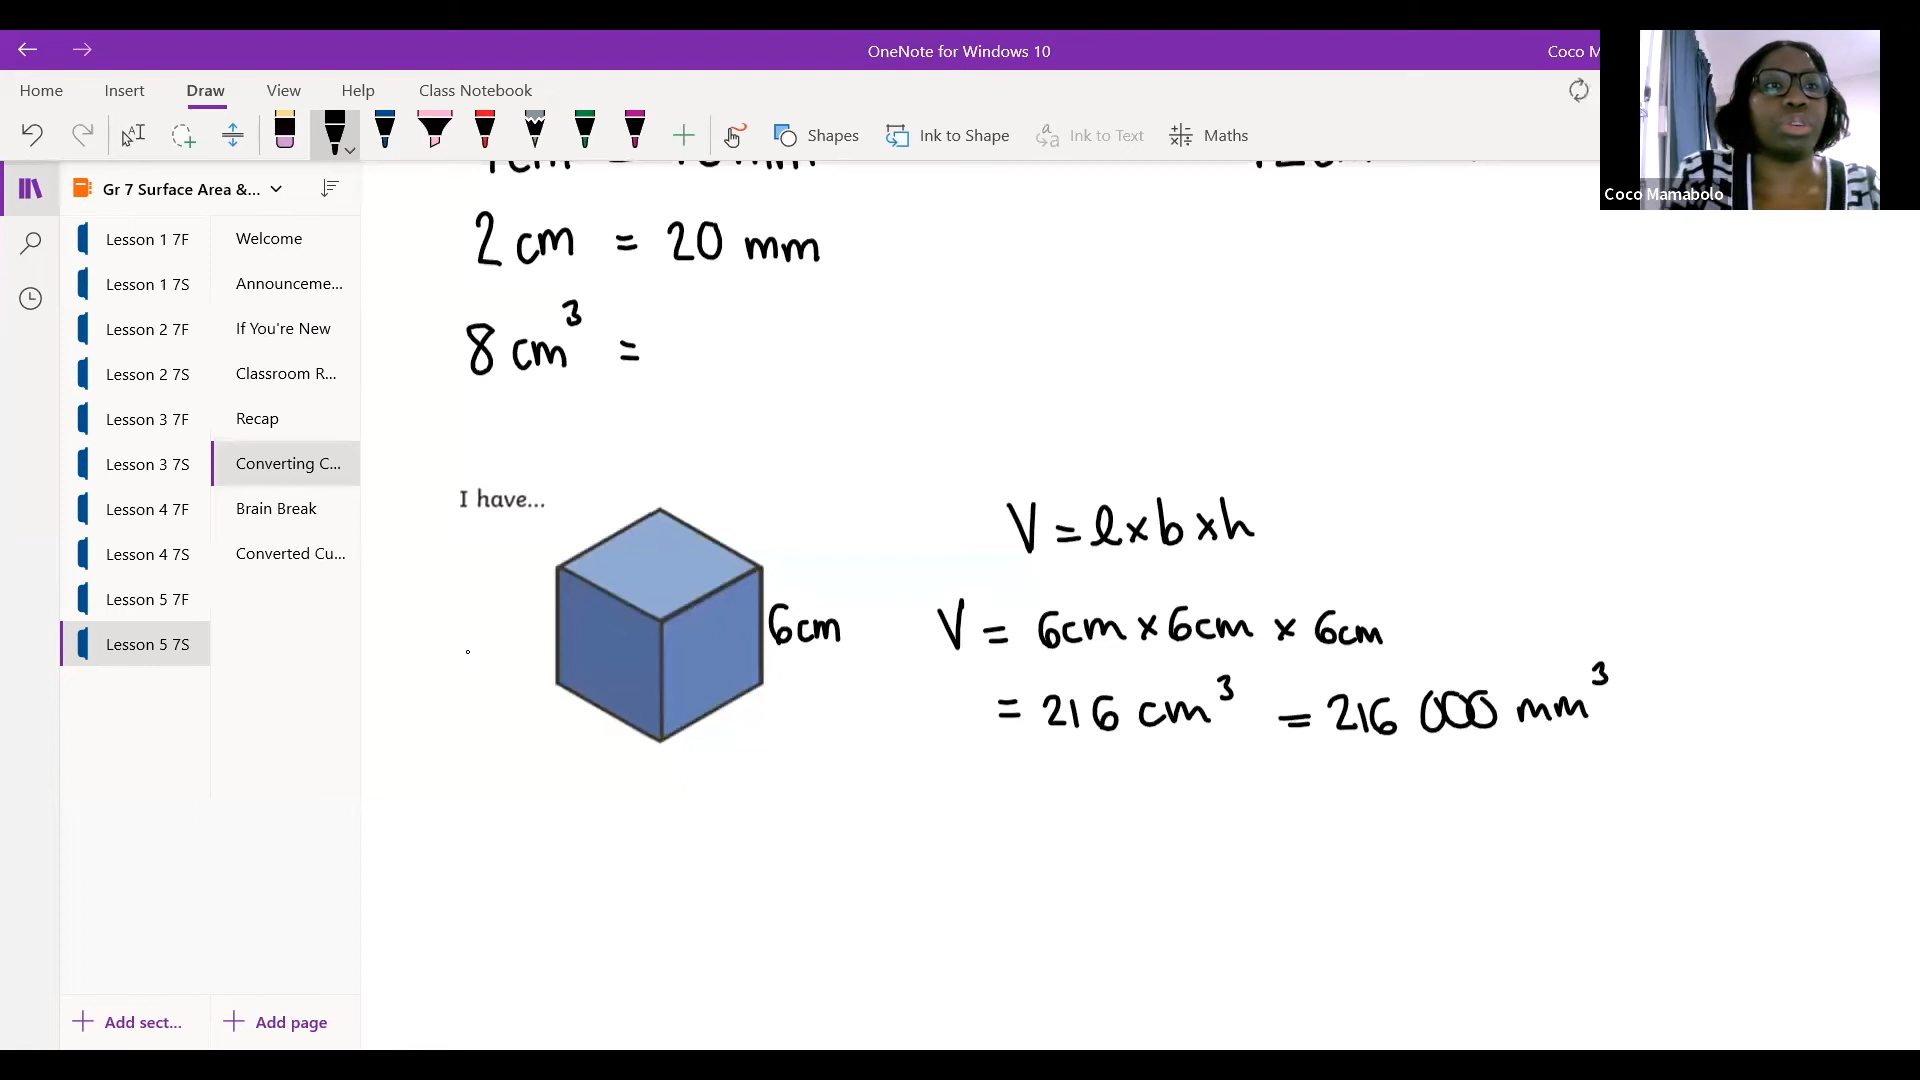 OneNote for Windows 10
Coco M
Home Insert Draw View Help Class Notebook
Shapes Ink to Shape Ink to Text Maths
Coco Mamabolo
Gr 7 Surface Area &...
Lesson 1 7F
Lesson 1 7S
Lesson 2 7F
Lesson 2 7S
Lesson 3 7F
Lesson 3 7S
Lesson 4 7F
Lesson 4 7S
Lesson 5 7F
Lesson 5 7S
Add sect...
Welcome
Announceme...
If You're New
Classroom R...
Recap
Converting C...
Brain Break
Converted Cu...
Add page
2 cm = 20 mm
8 cm³ =
I have...
6cm
V = l×b×h
V = 6cm × 6cm × 6cm
= 216 cm³ = 216 000 mm³